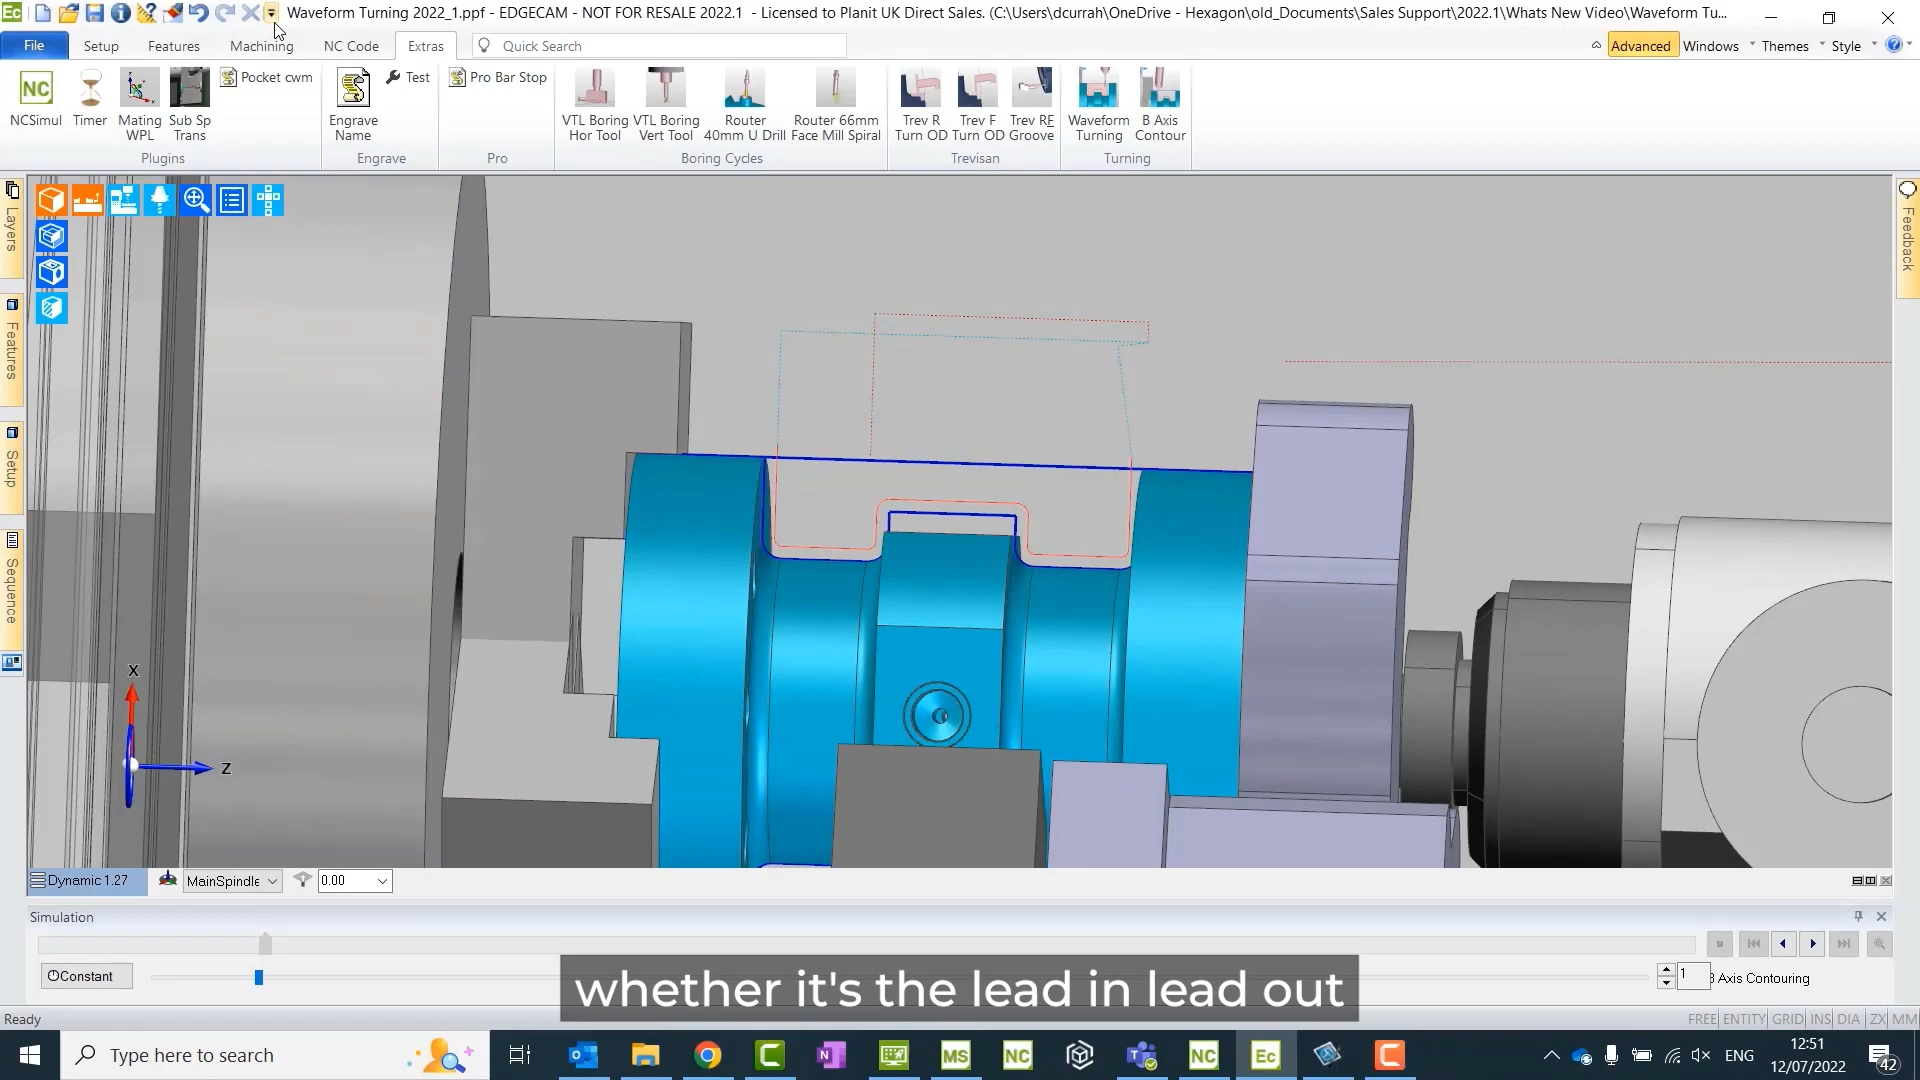 Ec
Waveform Turning 2022_1.ppf - EDGECAM - NOT FOR RESALE 2022.1 - Licensed to Planit UK Direct Sales. (C:\Users\dcurrah\OneDrive - Hexagon\old_Documents\Sales Support\2022.1\Whats New Video\Waveform Tu...
File
Setup
Features
Machining
NC Code
Extras
Quick Search
Advanced
Windows
Themes
Style
NC
NCSimul
Timer
Mating
WPL
Sub Sp
Trans
Pocket cwm
Plugins
Engrave
Name
Test
Engrave
Pro Bar Stop
Pro
VTL Boring
Hor Tool
VTL Boring
Vert Tool
Router
40mm U Drill
Router 66mm
Face Mill Spiral
Boring Cycles
Trev R
Turn OD
Trev F
Turn OD
Trev RF
Groove
Trevisan
Waveform
Turning
B Axis
Contour
Turning
Layers
Features
Setup
Sequence
Feedback
X
Z
Dynamic 1.27
MainSpindle
0.00
Simulation
Constant
1
Axis Contouring
whether it's the lead in lead out
Ready
FREE ENTITY GRID INS DIA ZX MM
Type here to search
N
MS
NC
NC
Ec
ENG
12:51
12/07/2022
42